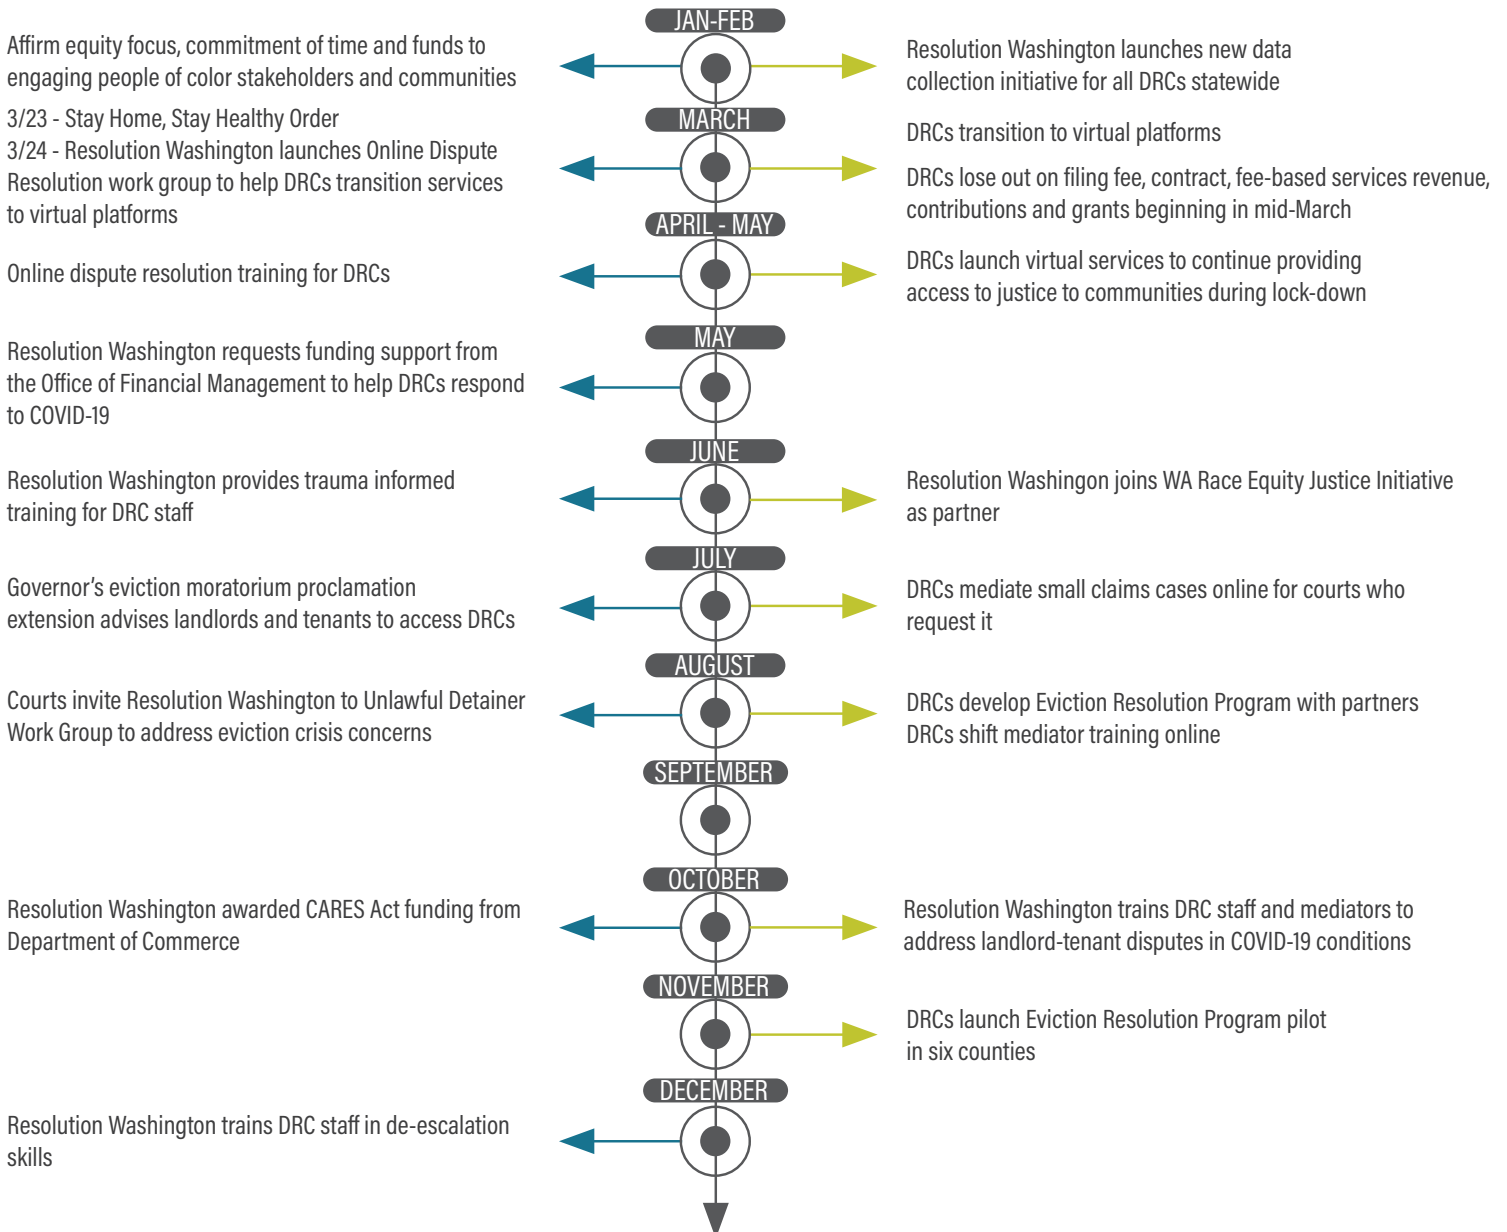 JAN-FEB
Affirm equity focus, commitment of time and funds to
engaging people of color stakeholders and communities
Resolution Washington launches new data
collection initiative for all DRCs statewide
MARCH
3/23 - Stay Home, Stay Healthy Order
3/24 - Resolution Washington launches Online Dispute
Resolution work group to help DRCs transition services
to virtual platforms
DRCs transition to virtual platforms
DRCs lose out on filing fee, contract, fee-based services revenue,
contributions and grants beginning in mid-March
APRIL - MAY
Online dispute resolution training for DRCs
DRCs launch virtual services to continue providing
access to justice to communities during lock-down
MAY
Resolution Washington requests funding support from
the Office of Financial Management to help DRCs respond
to COVID-19
JUNE
Resolution Washington provides trauma informed
training for DRC staff
Resolution Washingon joins WA Race Equity Justice Initiative
as partner
JULY
Governor's eviction moratorium proclamation
extension advises landlords and tenants to access DRCs
DRCs mediate small claims cases online for courts who
request it
AUGUST
Courts invite Resolution Washington to Unlawful Detainer
Work Group to address eviction crisis concerns
DRCs develop Eviction Resolution Program with partners
DRCs shift mediator training online
SEPTEMBER
OCTOBER
Resolution Washington awarded CARES Act funding from
Department of Commerce
Resolution Washington trains DRC staff and mediators to
address landlord-tenant disputes in COVID-19 conditions
NOVEMBER
DRCs launch Eviction Resolution Program pilot
in six counties
DECEMBER
Resolution Washington trains DRC staff in de-escalation
skills